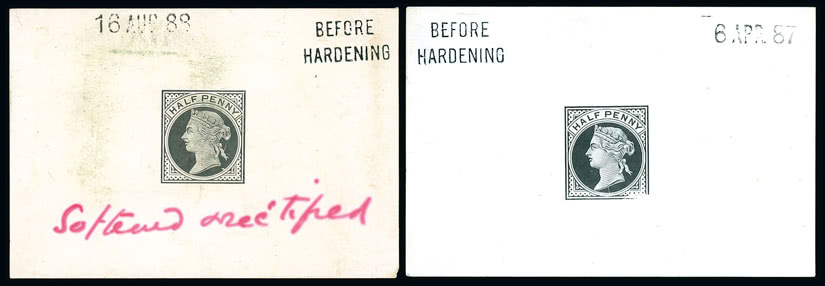 16 AUG 88
BEFORE
HARDENING
HALF PENNY
Softened & rectified
BEFORE
HARDENING
6 APR. 87
HALF PENNY